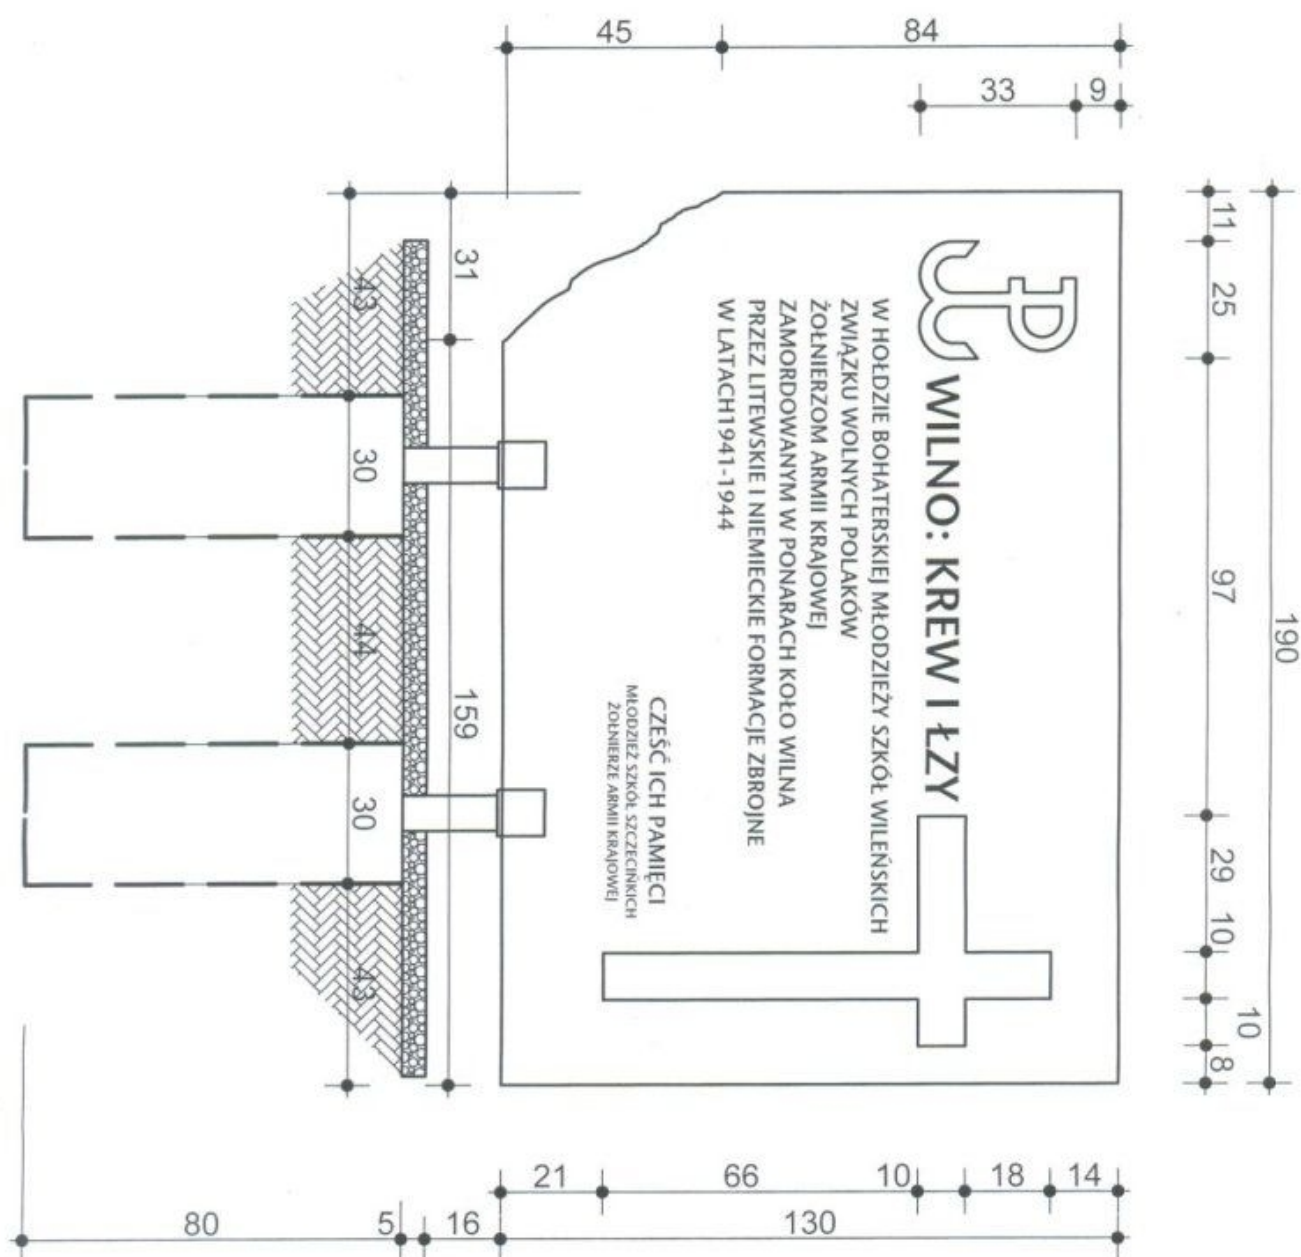 WILNO: KREW I ŁZY
W HOŁDZIE BOHATERSKIEJ MŁODZIEŻY SZKÓŁ WILEŃSKICH
ZWIĄZKU WOLNYCH POLAKÓW
ŻOŁNIERZOM ARMII KRAJOWEJ
ZAMORDOWANYM W PONARACH KOŁO WILNA
PRZEZ LITEWSKIE I NIEMIECKIE FORMACJE ZBROJNE
W LATACH1941-1944
CZEŚĆ ICH PAMIĘCI
MŁODZIEŻ SZKÓŁ SZCZECIŃKICH
ŻOŁNIERZE ARMII KRAJOWEJ
190
11 25 97 29 10 10 8
45 84
33 9
31 159
43 30 44 30 43
21 66 10 18 14
80 5 16 130